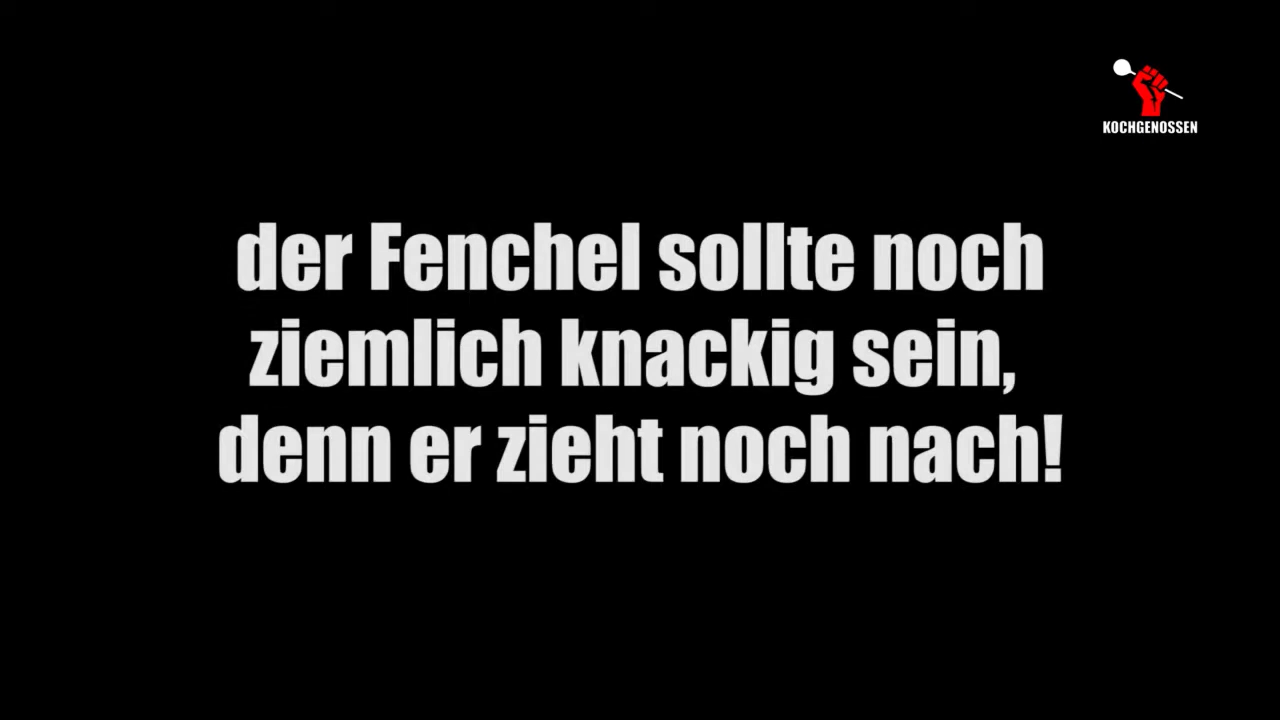 KOCHGENOSSEN
der Fenchel sollte noch
ziemlich knackig sein,
denn er zieht noch nach!